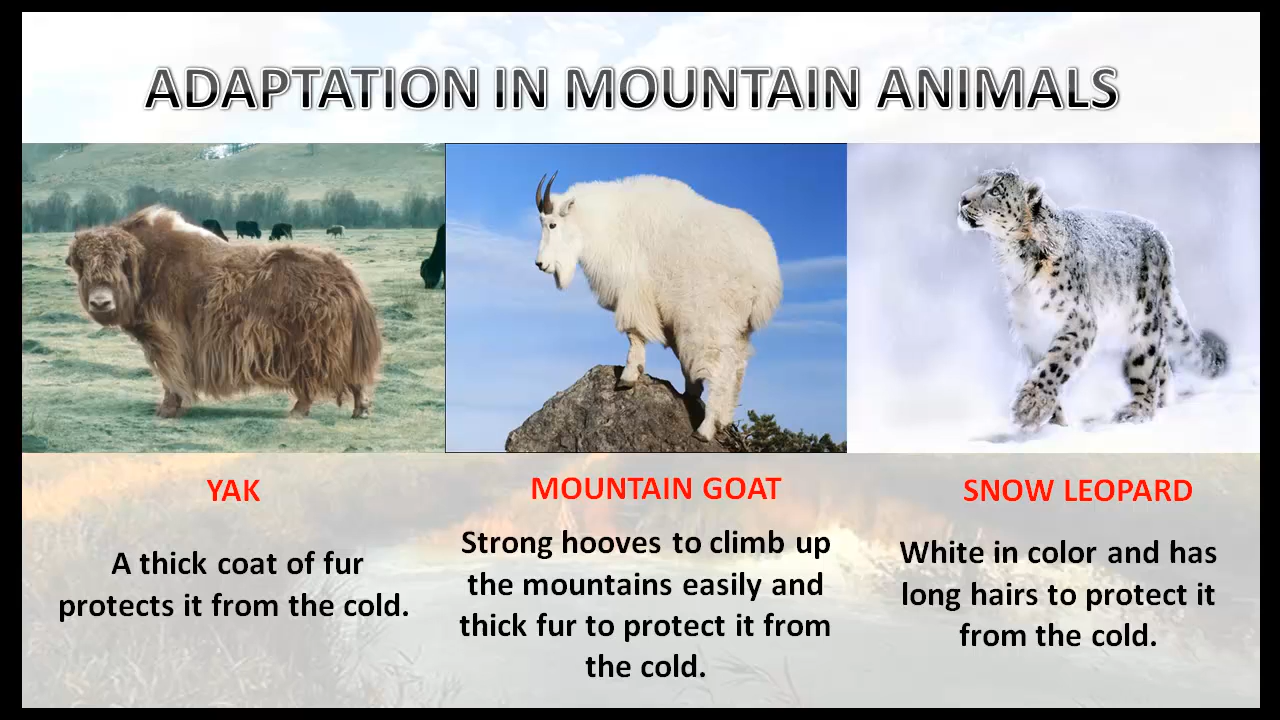 ADAPTATION IN MOUNTAIN ANIMALS
YAK
A thick coat of fur
protects it from the cold.
MOUNTAIN GOAT
Strong hooves to climb up
the mountains easily and
thick fur to protect it from
the cold.
SNOW LEOPARD
White in color and has
long hairs to protect it
from the cold.